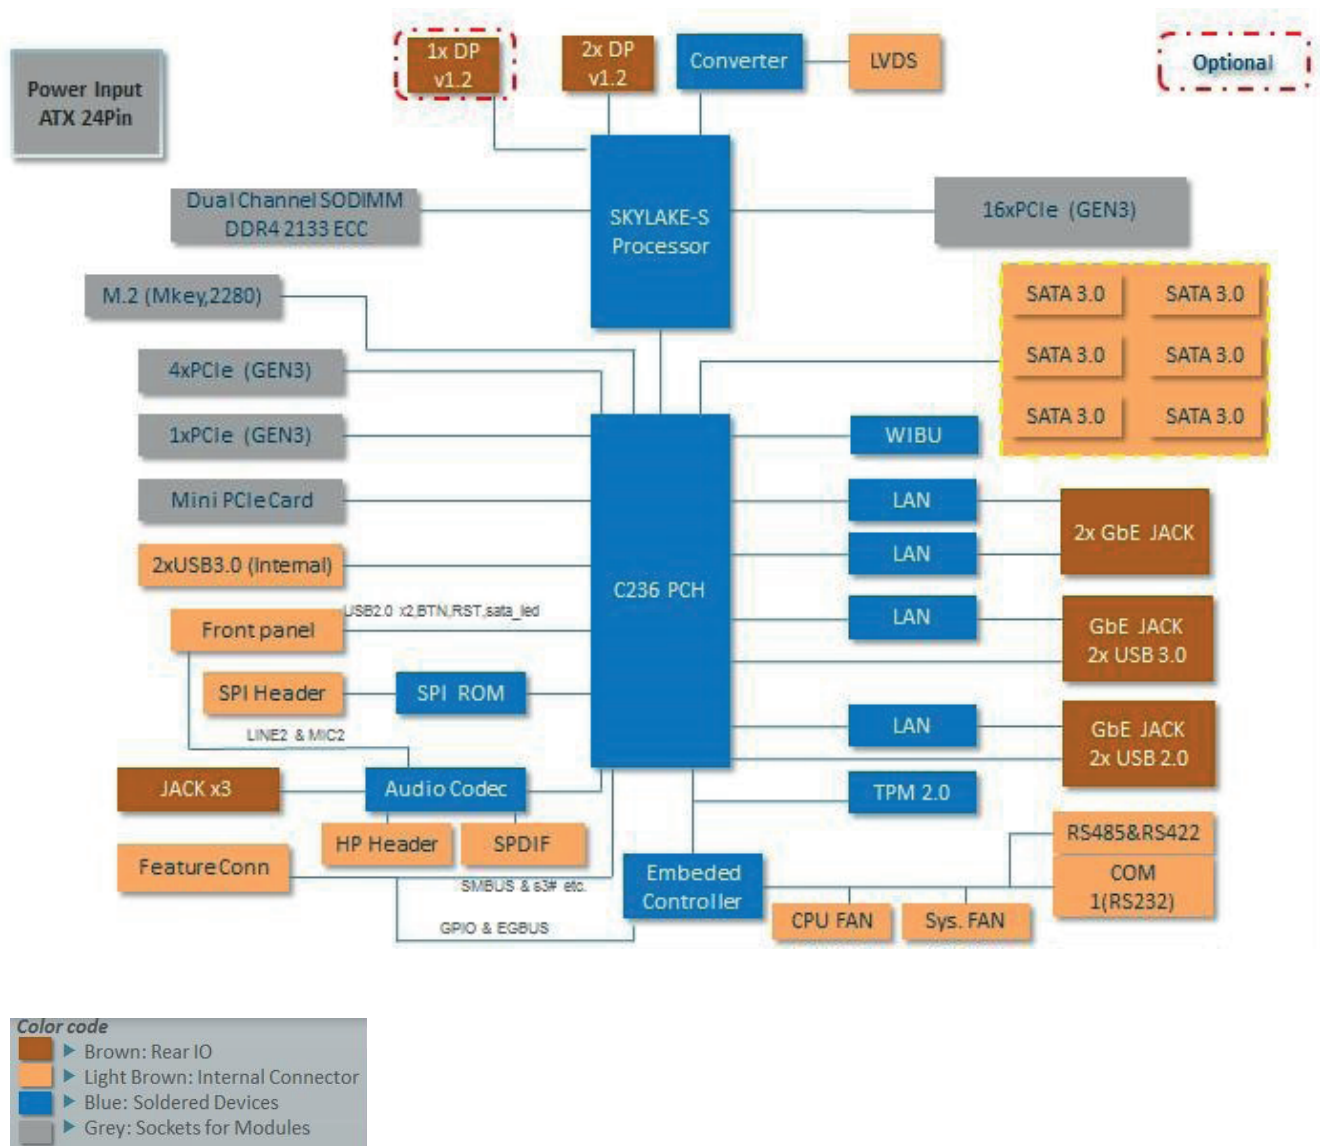 1x DP
v1.2
2x DP
v1.2
Converter
LVDS
Optional
Power Input
ATX 24Pin
Dual Channel SODIMM
DDR4 2133 ECC
SKYLAKE-S
Processor
16xPCIe (GEN3)
M.2 (Mkey,2280)
SATA 3.0
SATA 3.0
4xPCIe (GEN3)
SATA 3.0
SATA 3.0
1xPCIe (GEN3)
SATA 3.0
SATA 3.0
WIBU
Mini PCIe Card
LAN
2x GbE JACK
2xUSB3.0 (Internal)
LAN
C236 PCH
USB2.0 x2,BTN,RST,sata_led
Front panel
LAN
GbE JACK
2x USB 3.0
SPI Header
SPI ROM
LINE2 & MIC2
LAN
GbE JACK
2x USB 2.0
JACK x3
Audio Codec
TPM 2.0
HP Header
SPDIF
RS485&RS422
Feature Conn
SMBUS & s3# etc.
Embeded
Controller
COM
1(RS232)
CPU FAN
Sys. FAN
GPIO & EGBUS
Color code
Brown: Rear IO
Light Brown: Internal Connector
Blue: Soldered Devices
Grey: Sockets for Modules